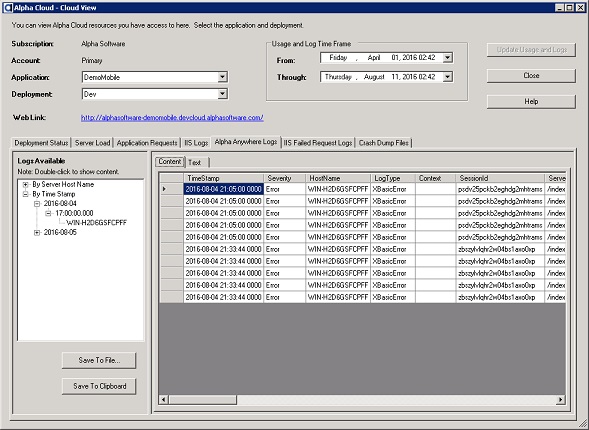 Alpha Cloud - Cloud View
You can view Alpha Cloud resources you have access to here. Select the application and deployment.
Subscription: Alpha Software
Account: Primary
Application: DemoMobile
Deployment: Dev
Web Link: http://alphasoftware-demomobile.devcloud.alphasoftware.com/
Usage and Log Time Frame
From: Friday , April 01, 2016 02:42
Through: Thursday , August 11, 2016 02:42
Update Usage and Logs
Close
Help
Deployment Status Server Load Application Requests IIS Logs Alpha Anywhere Logs IIS Failed Request Logs Crash Dump Files
Logs Available
Note: Double-click to show content.
By Server Host Name
By Time Stamp
2016-08-04
17:00:00.000
WIN-H2D6GSFCPFF
2016-08-05
Save To File...
Save To Clipboard
Content Text
TimeStamp Severity HostName LogType Context SessionId Serve
2016-08-04 21:05:00 0000 Error WIN-H2D6GSFCPFF XBasicError psdv25pckb2eghdg2mhtrams /index
2016-08-04 21:05:00 0000 Error WIN-H2D6GSFCPFF XBasicError psdv25pckb2eghdg2mhtrams /index
2016-08-04 21:05:00 0000 Error WIN-H2D6GSFCPFF XBasicError psdv25pckb2eghdg2mhtrams /index
2016-08-04 21:05:00 0000 Error WIN-H2D6GSFCPFF XBasicError psdv25pckb2eghdg2mhtrams /index
2016-08-04 21:05:00 0000 Error WIN-H2D6GSFCPFF XBasicError psdv25pckb2eghdg2mhtrams /index
2016-08-04 21:33:44 0000 Error WIN-H2D6GSFCPFF XBasicError zbszylvlqhr2w04bs1axo0xp /index
2016-08-04 21:33:44 0000 Error WIN-H2D6GSFCPFF XBasicError zbszylvlqhr2w04bs1axo0xp /index
2016-08-04 21:33:44 0000 Error WIN-H2D6GSFCPFF XBasicError zbszylvlqhr2w04bs1axo0xp /index
2016-08-04 21:33:44 0000 Error WIN-H2D6GSFCPFF XBasicError zbszylvlqhr2w04bs1axo0xp /index
2016-08-04 21:33:44 0000 Error WIN-H2D6GSFCPFF XBasicError zbszylvlqhr2w04bs1axo0xp /index